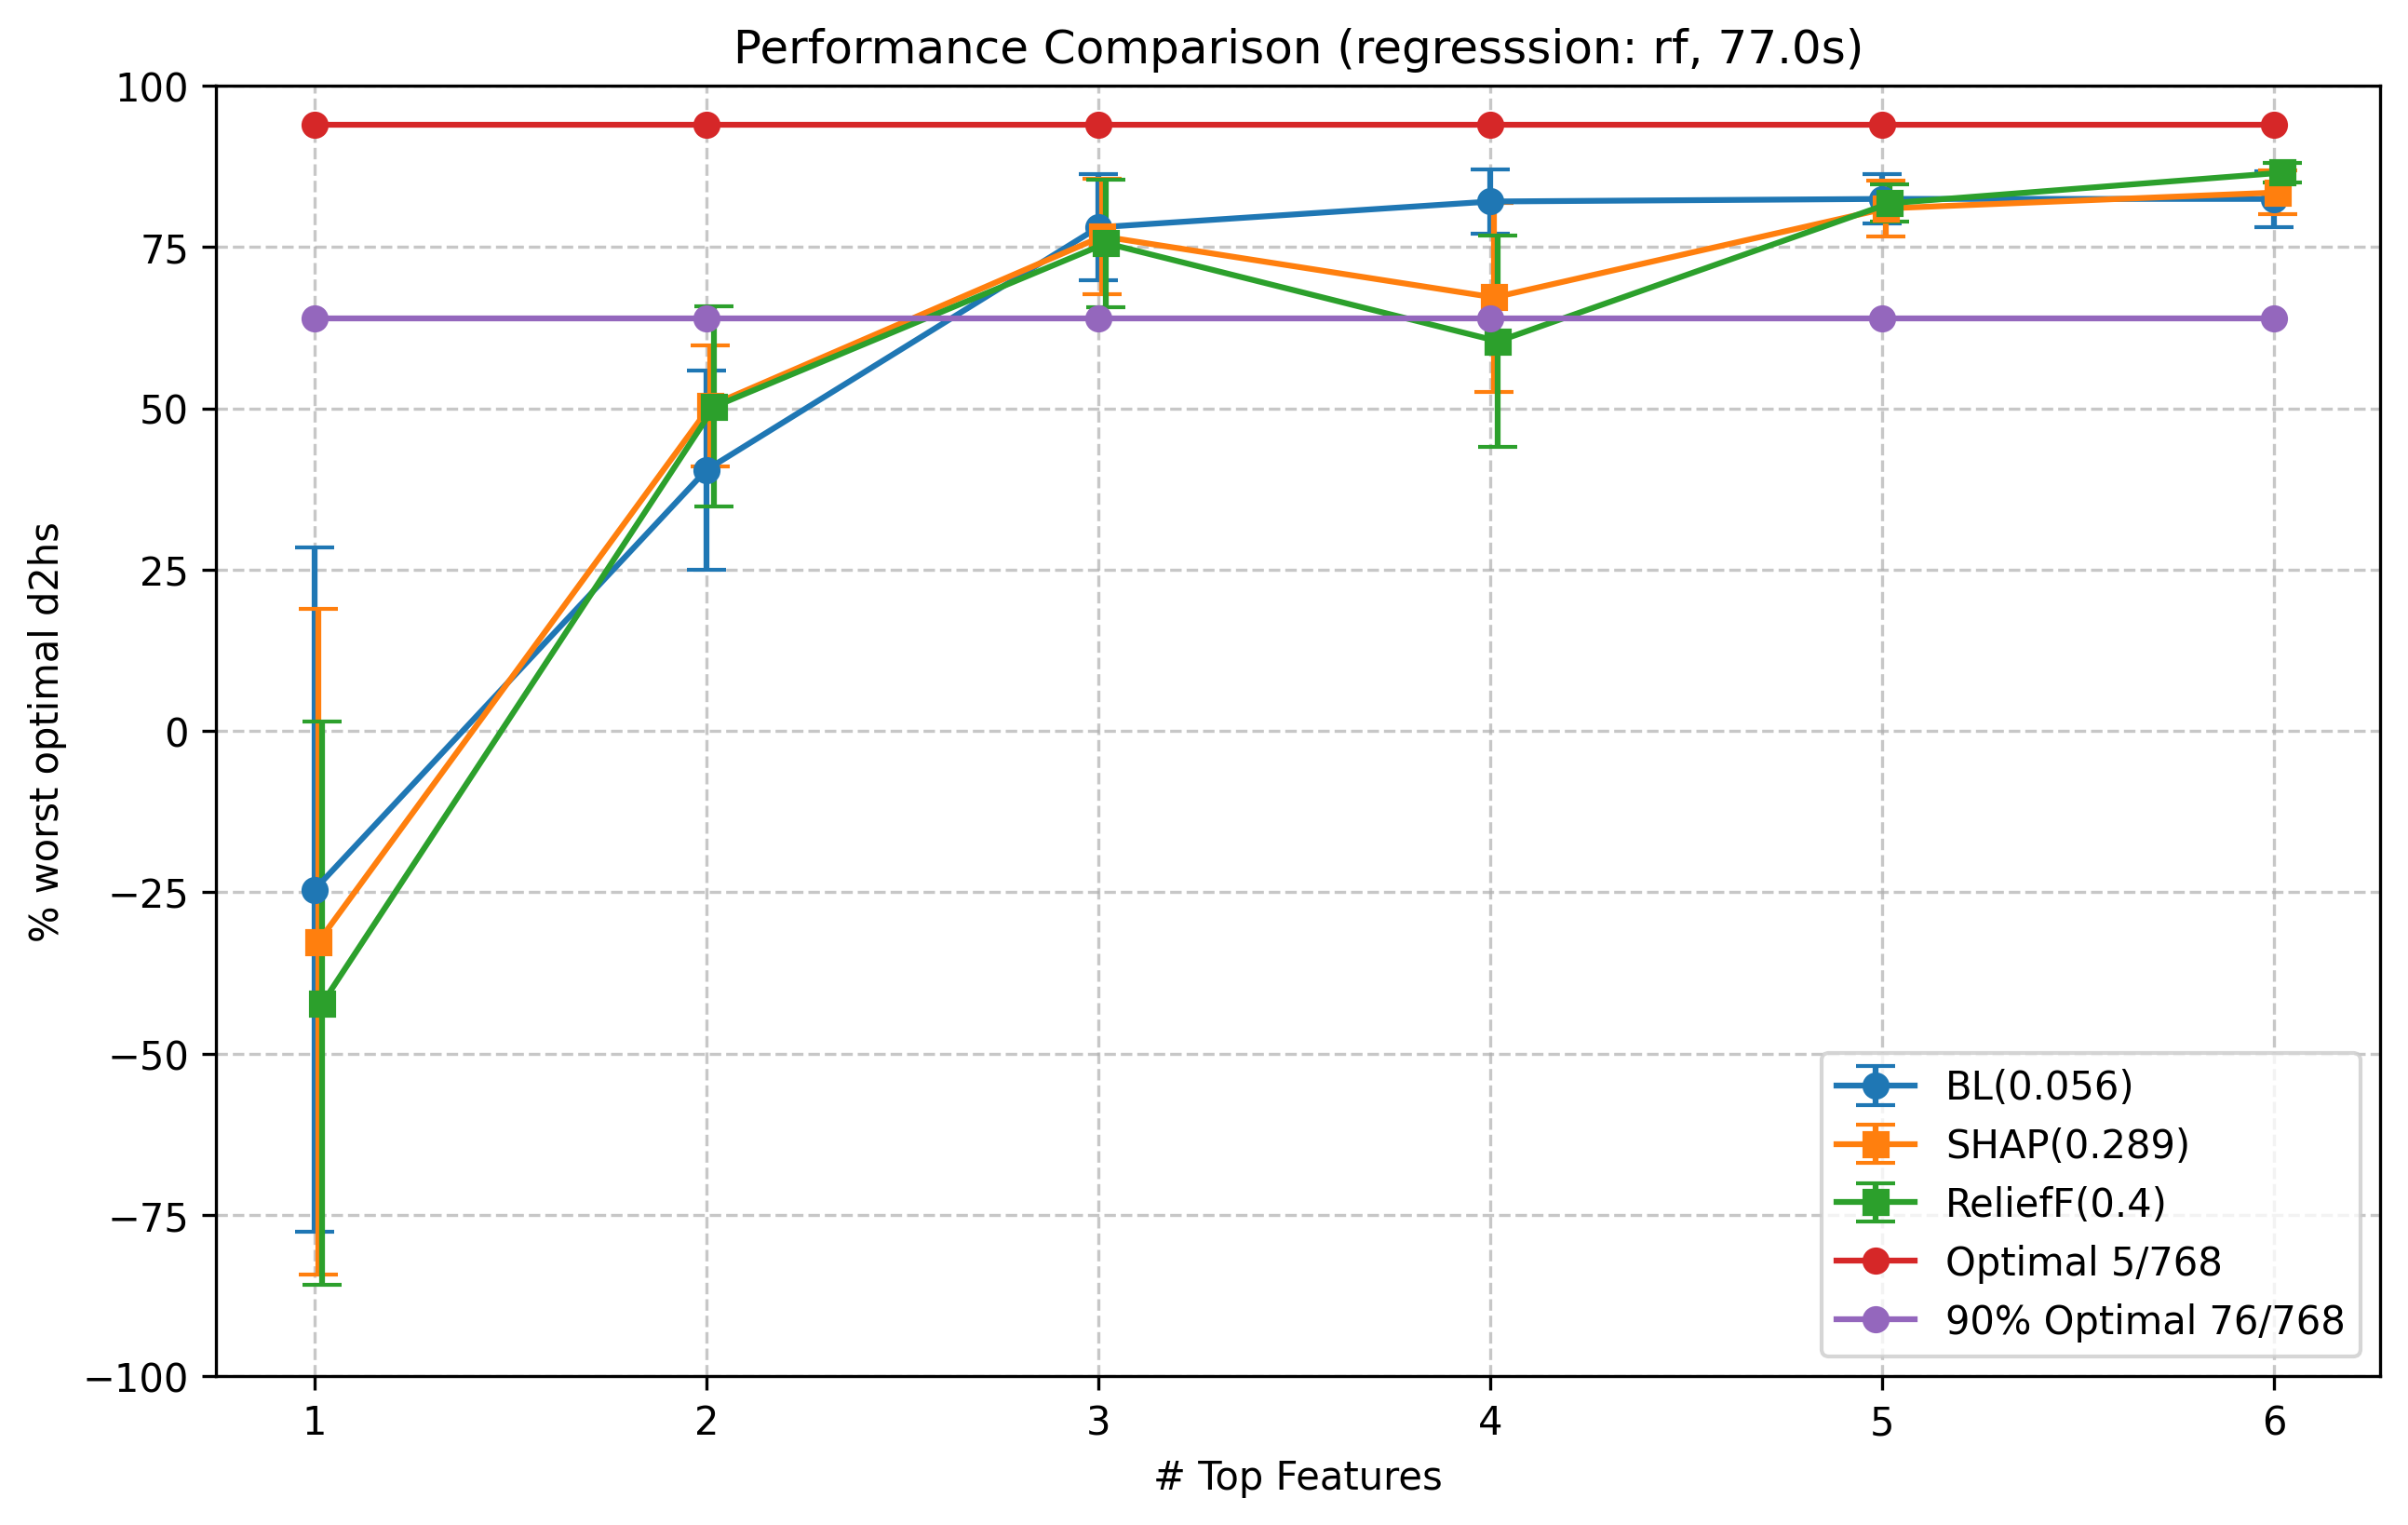 Performance Comparison (regresssion: rf, 77.0s)
100
75
50
25
0
−25
−50
−75
−100
% worst optimal d2hs
1 2 3 4 5 6
# Top Features
BL(0.056)
SHAP(0.289)
ReliefF(0.4)
Optimal 5/768
90% Optimal 76/768